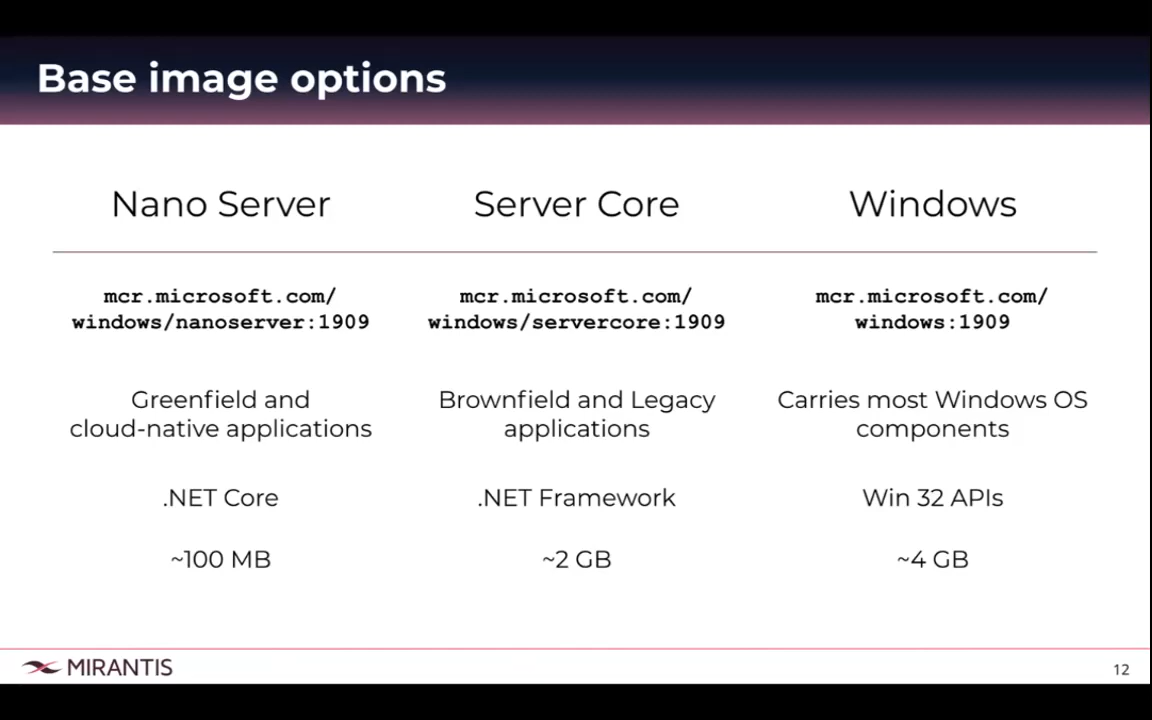 Base image options
Nano Server
Server Core
Windows
mcr.microsoft.com/
windows/nanoserver:1909
mcr.microsoft.com/
windows/servercore:1909
mcr.microsoft.com/
windows:1909
Greenfield and
cloud-native applications
Brownfield and Legacy
applications
Carries most Windows OS
components
.NET Core
.NET Framework
Win 32 APIs
~100 MB
~2 GB
~4 GB
MIRANTIS
12